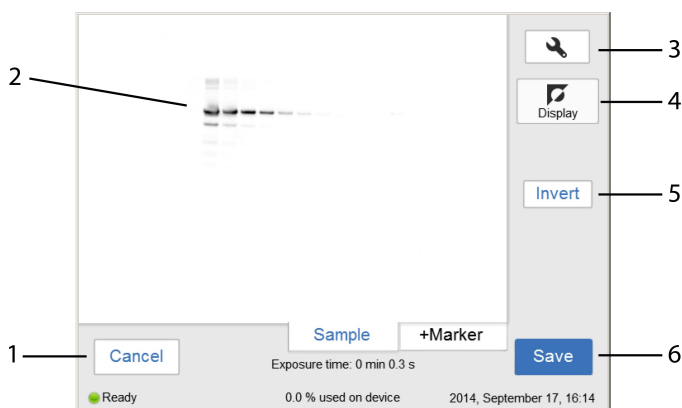 2
3
4
Display
Invert
5
Sample
+Marker
1
Cancel
Exposure time: 0 min 0.3 s
Save
6
Ready
0.0 % used on device
2014, September 17, 16:14